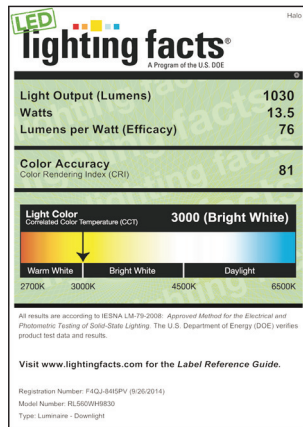 Halo
LED
lighting facts®
A Program of the U.S. DOE
Light Output (Lumens) 1030
Watts 13.5
Lumens per Watt (Efficacy) 76
Color Accuracy
Color Rendering Index (CRI) 81
Light Color
Correlated Color Temperature (CCT) 3000 (Bright White)
Warm White Bright White Daylight
2700K 3000K 4500K 6500K
All results are according to IESNA LM-79-2008: Approved Method for the Electrical and
Photometric Testing of Solid-State Lighting. The U.S. Department of Energy (DOE) verifies
product test data and results.
Visit www.lightingfacts.com for the Label Reference Guide.
Registration Number: F4QJ-84I5PV (9/26/2014)
Model Number: RL560WH9830
Type: Luminaire - Downlight